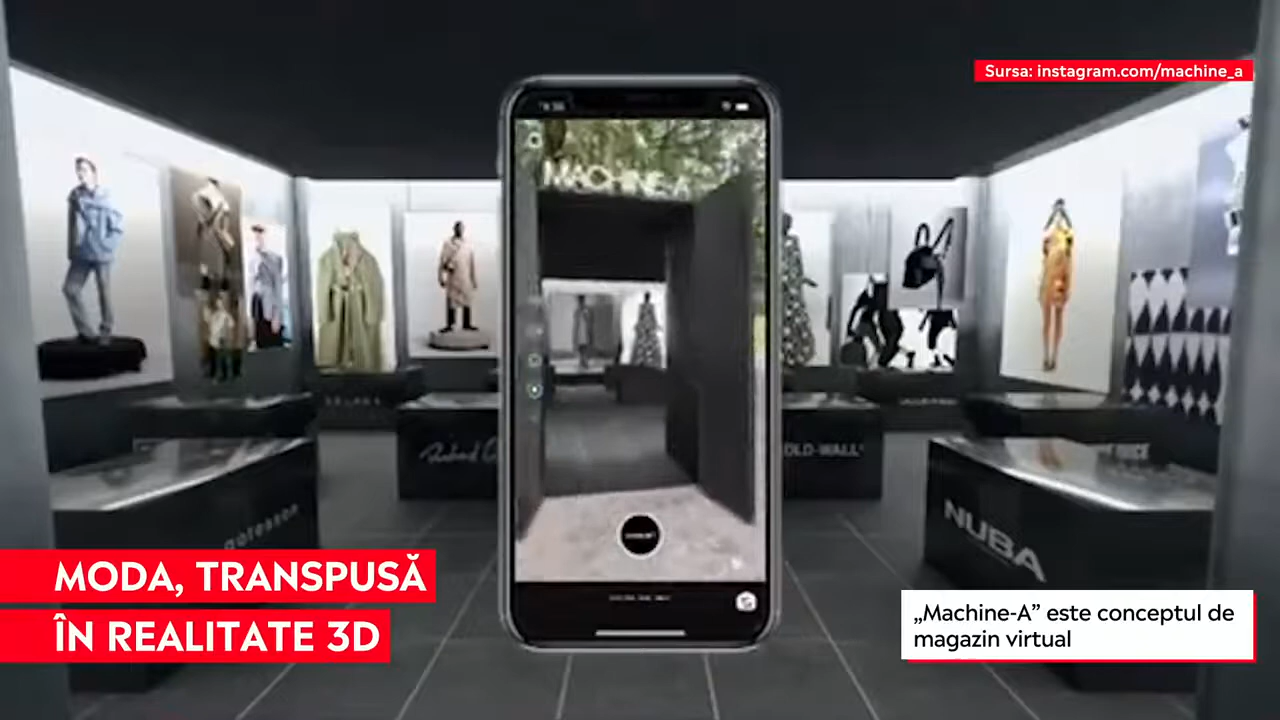 Sursa: instagram.com/machine_a
MACHINE-A
NUBA
MODA, TRANSPUSĂ
ÎN REALITATE 3D
„Machine-A” este conceptul de
magazin virtual